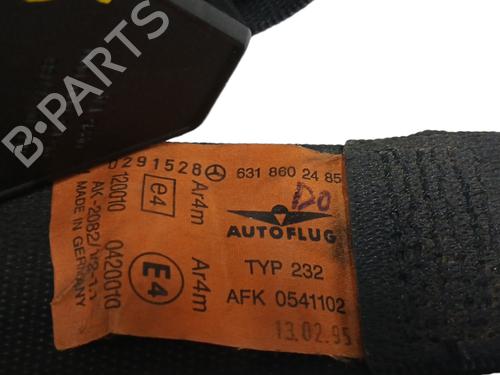 B-PARTS
0291528
120010
AK-2082/
MADE IN GERMANY
e4
Ar4m
0420010
E4
Ar4m
631 860 24 85
DO
AUTOFLUG
TYP 232
AFK 0541102
13.02.95